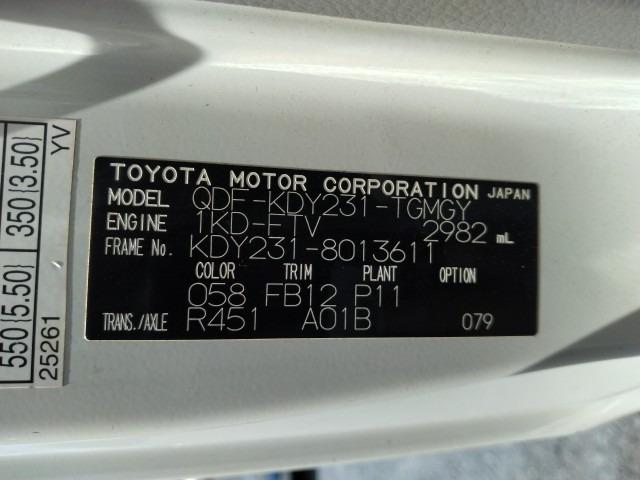 TOYOTA MOTOR CORPORATION JAPAN
MODEL QDF-KDY231-TGMGY
ENGINE 1KD-FTV 2982 mL
FRAME No. KDY231-8013611
COLOR TRIM PLANT OPTION
058 FB12 P11
TRANS./AXLE R451 A01B 079
550{5.50} 350{3.50}
25261 YV